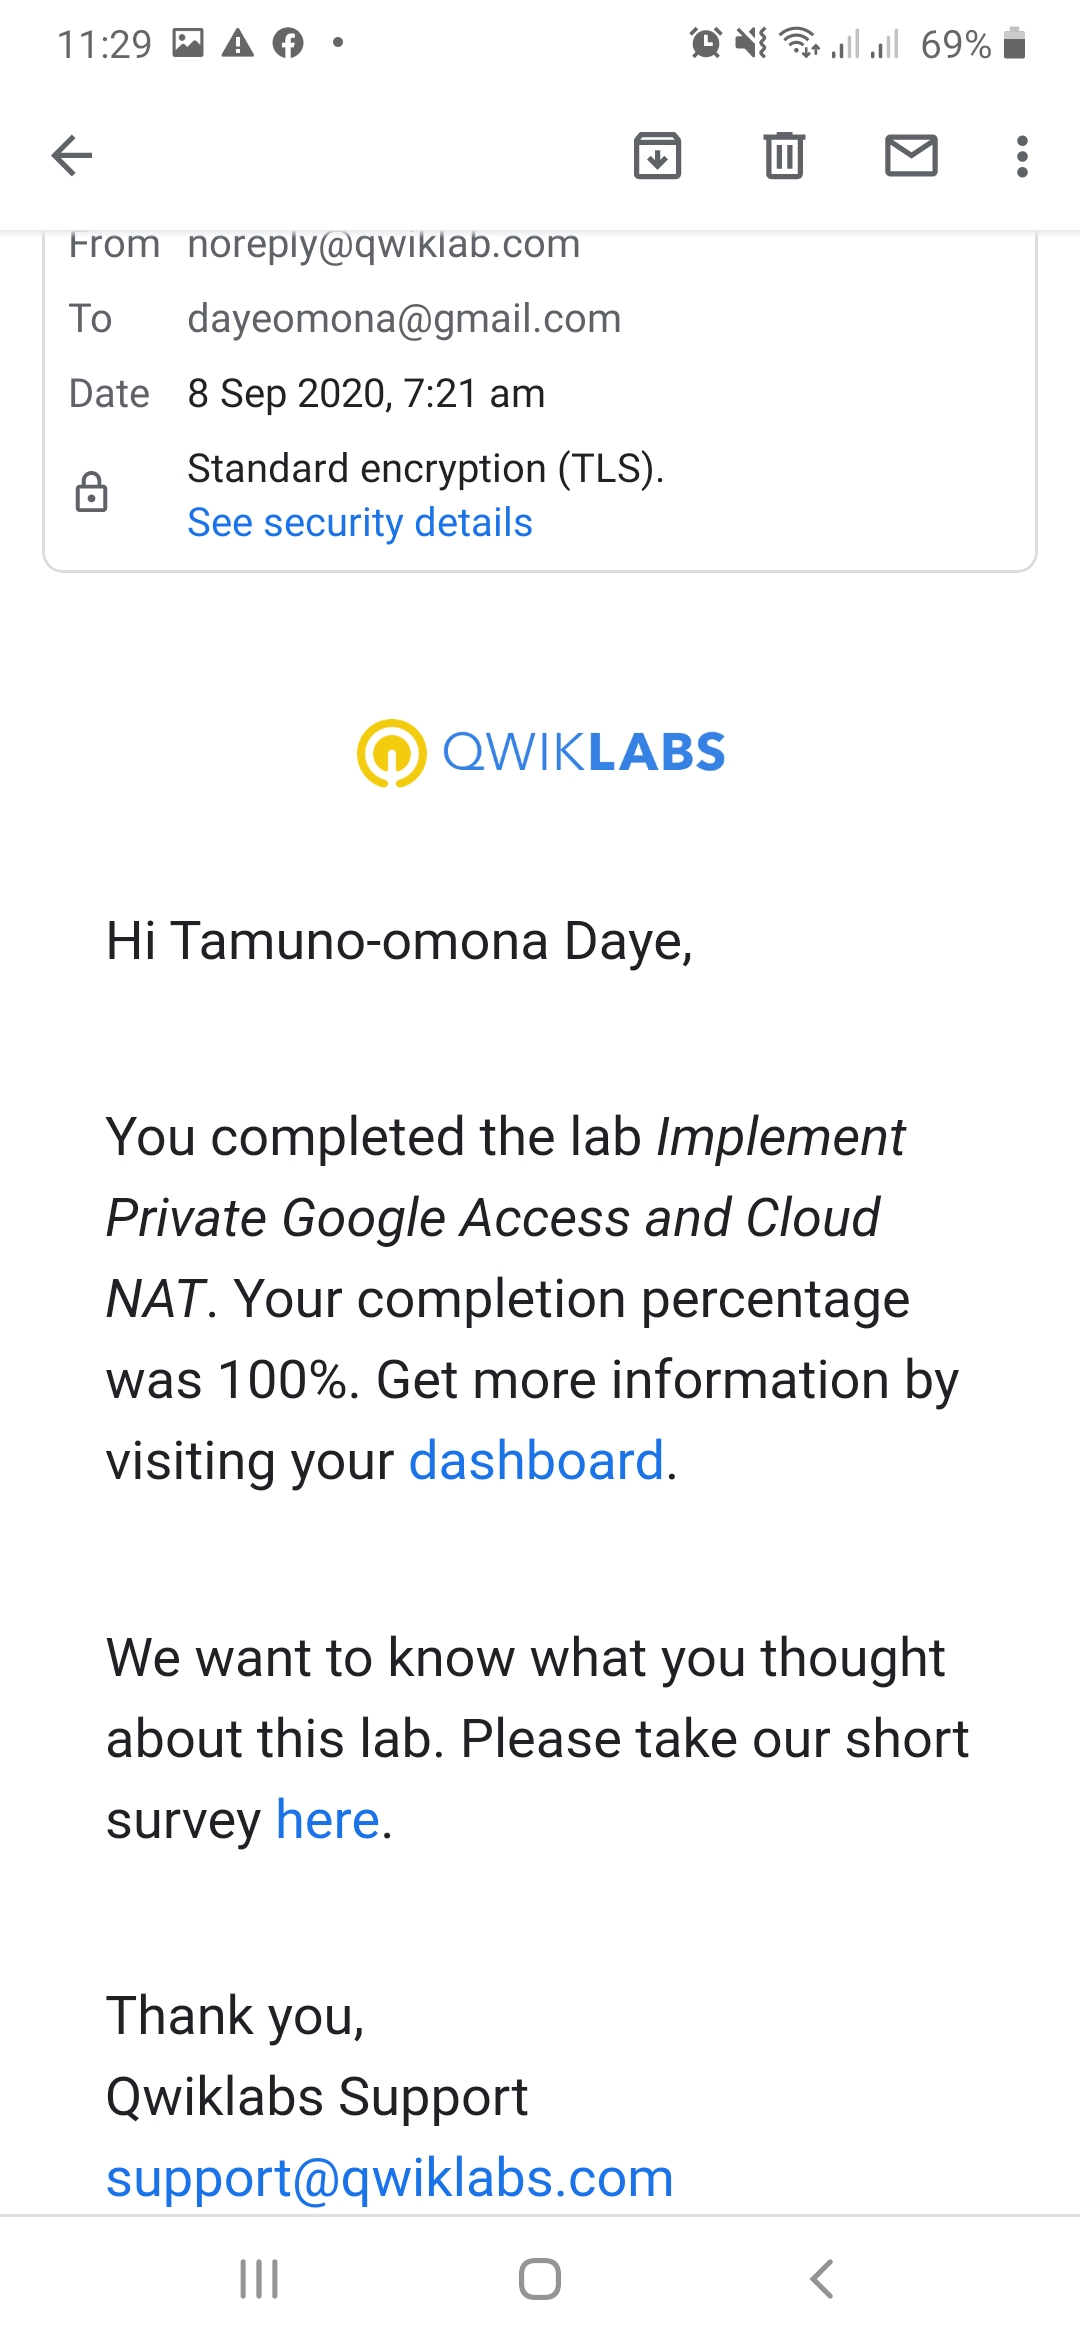 11:29 69%
From noreply@qwiklab.com
To dayeomona@gmail.com
Date 8 Sep 2020, 7:21 am
Standard encryption (TLS).
See security details
QWIKLABS
Hi Tamuno-omona Daye,
You completed the lab Implement
Private Google Access and Cloud
NAT. Your completion percentage
was 100%. Get more information by
visiting your dashboard.
We want to know what you thought
about this lab. Please take our short
survey here.
Thank you,
Qwiklabs Support
support@qwiklabs.com